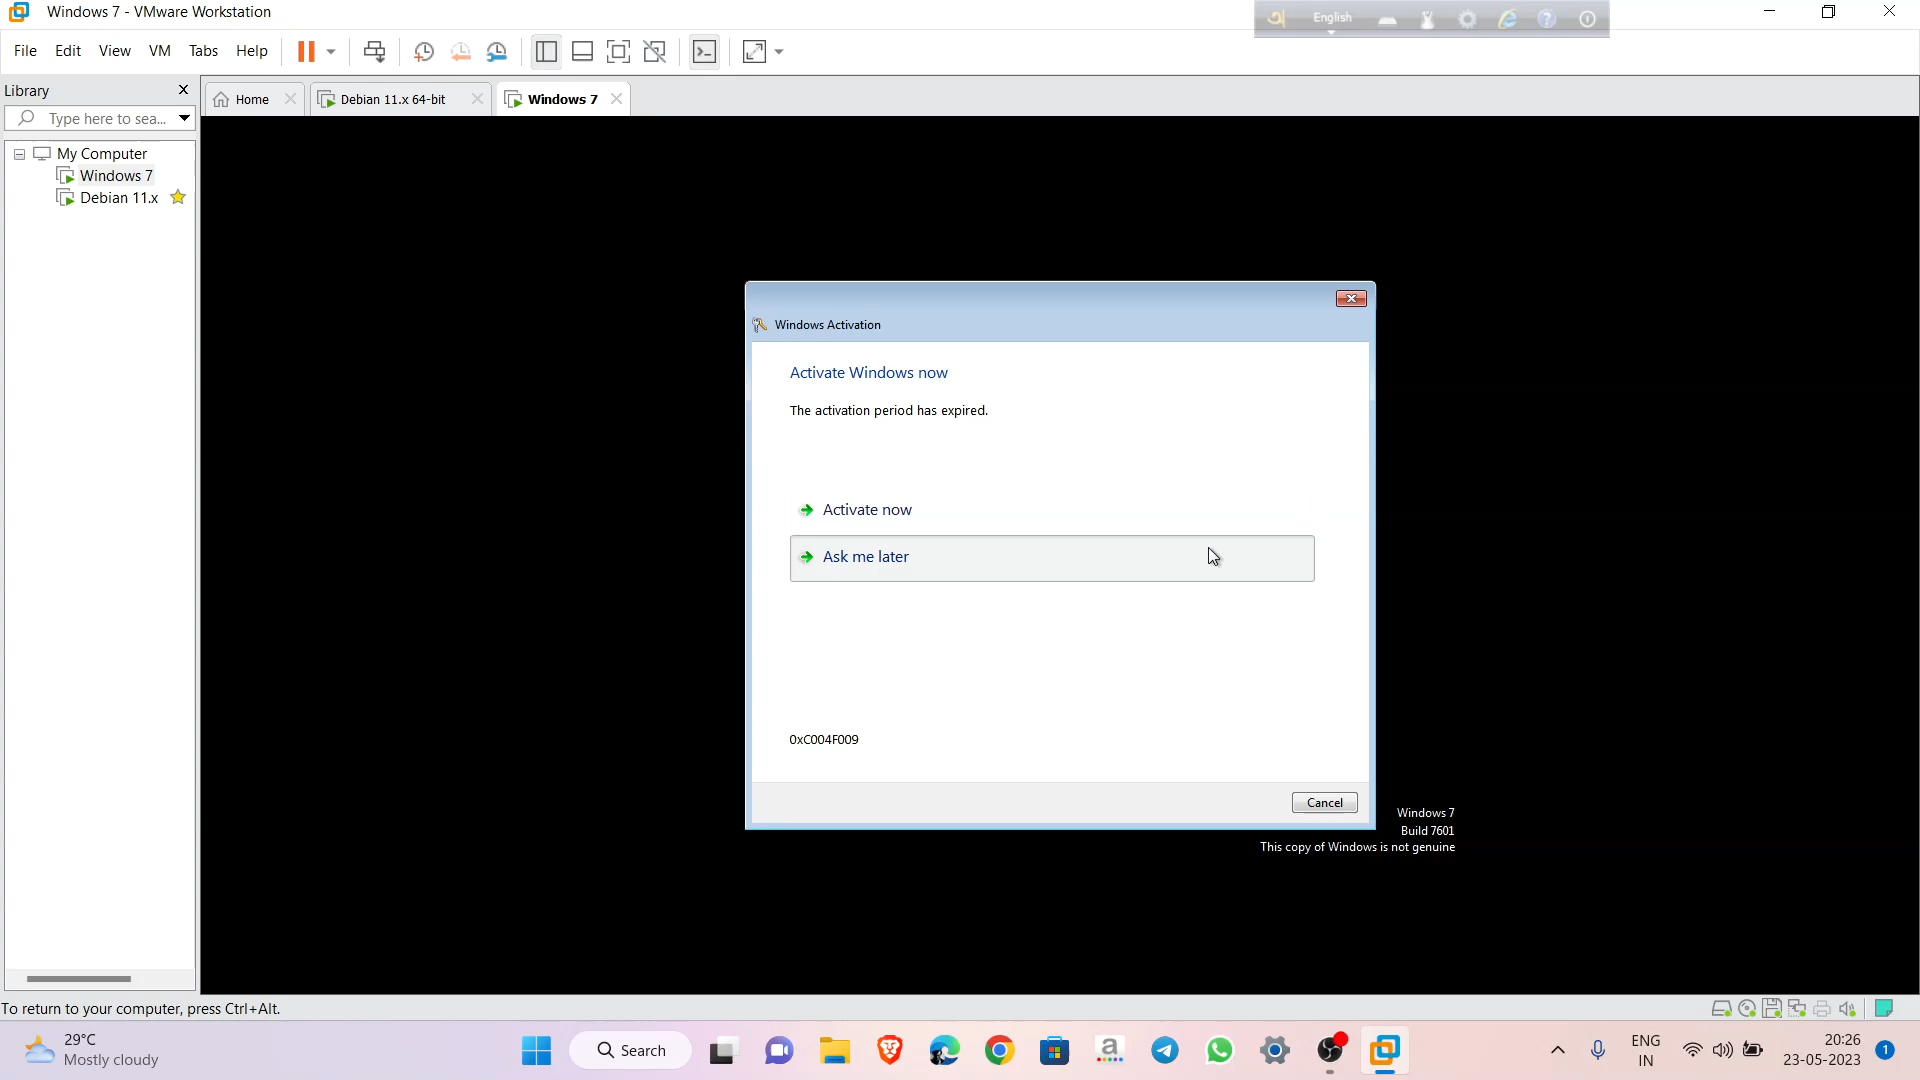 Windows 7 - VMware Workstation
English
File Edit View VM Tabs Help
Library
Home
Debian 11.x 64-bit
Windows 7
Type here to sea...
My Computer
Windows 7
Debian 11.x
Windows Activation
Activate Windows now
The activation period has expired.
Activate now
Ask me later
0xC004F009
Cancel
Windows 7
Build 7601
This copy of Windows is not genuine
To return to your computer, press Ctrl+Alt.
29°C
Mostly cloudy
Search
ENG
IN
20:26
23-05-2023
1